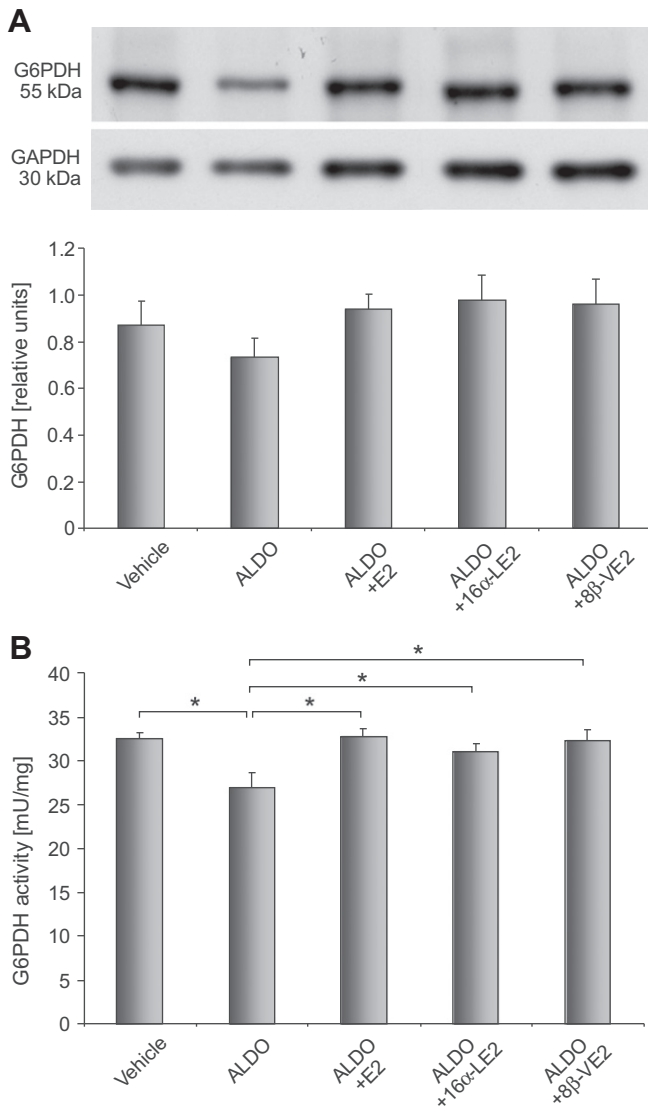 A
G6PDH
55 kDa
GAPDH
30 kDa
G6PDH [relative units]
1.2
1.0
0.8
0.6
0.4
0.2
0
Vehicle
ALDO
ALDO
+E2
ALDO
+16α-LE2
ALDO
+8β-VE2
B
G6PDH activity [mU/mg]
40
35
30
25
20
15
10
5
0
*
*
*
*
Vehicle
ALDO
ALDO
+E2
ALDO
+16α-LE2
ALDO
+8β-VE2